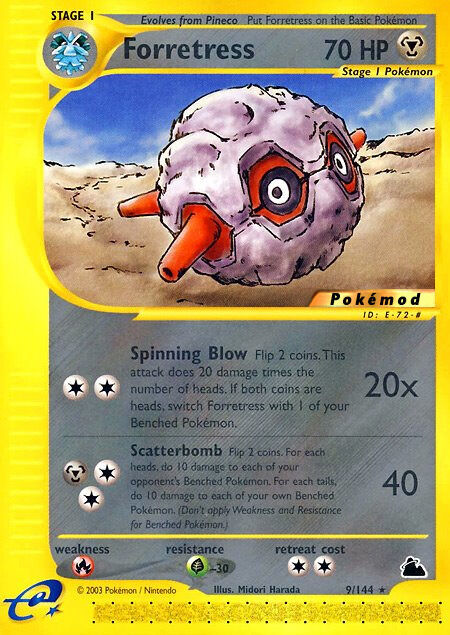 STAGE 1
Evolves from Pineco Put Forretress on the Basic Pokémon
Forretress 70 HP
Stage 1 Pokémon
Pokémod
ID: E-72-#
Spinning Blow Flip 2 coins. This
attack does 20 damage times the
number of heads. If both coins are
heads, switch Forretress with 1 of your
Benched Pokémon.
20x
Scatterbomb Flip 2 coins. For each
heads, do 10 damage to each of your
opponent's Benched Pokémon. For each tails,
do 10 damage to each of your own Benched
Pokémon. (Don't apply Weakness and Resistance
for Benched Pokémon.)
40
weakness resistance retreat cost
-30
© 2003 Pokémon / Nintendo Illus. Midori Harada 9/144 ★
e